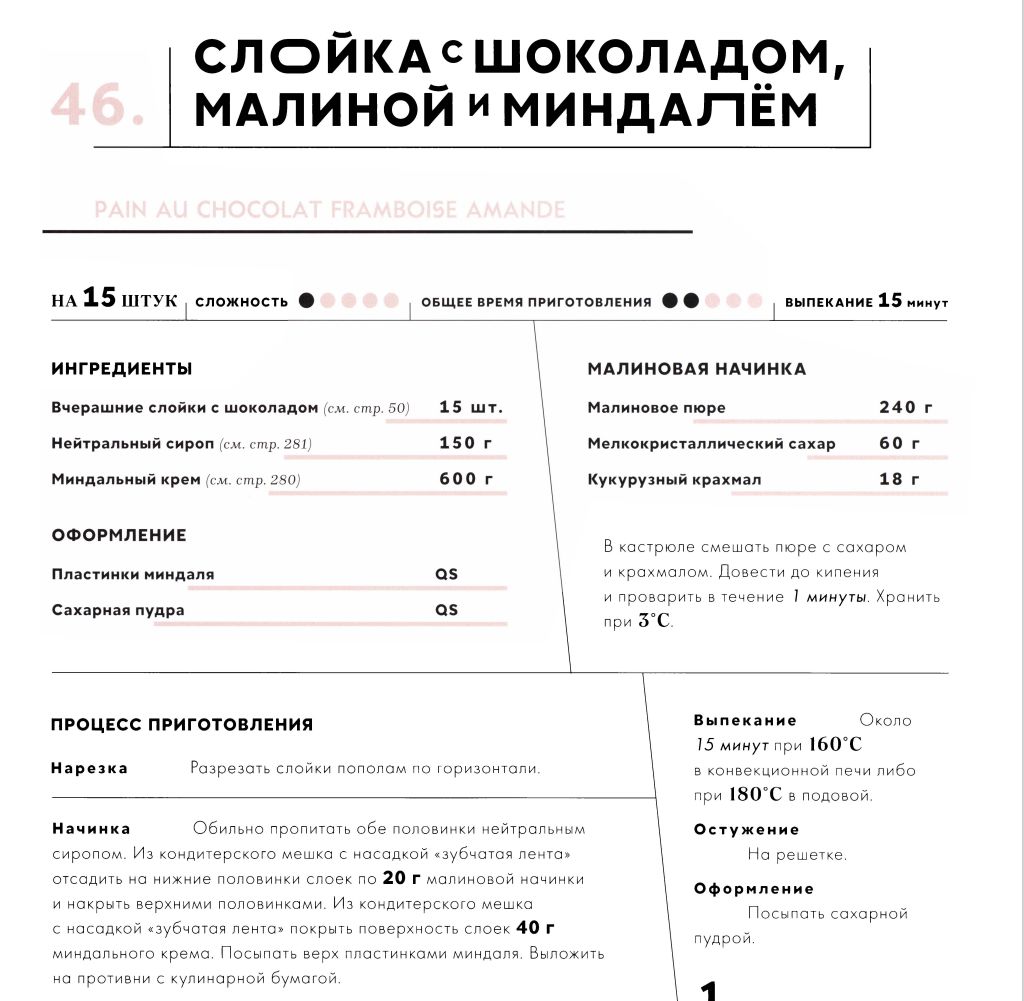 46.
СЛОЙКА С ШОКОЛАДОМ,
МАЛИНОЙ И МИНДАЛЁМ
PAIN AU CHOCOLAT FRAMBOISE AMANDE
НА 15 ШТУК СЛОЖНОСТЬ ОБЩЕЕ ВРЕМЯ ПРИГОТОВЛЕНИЯ ВЫПЕКАНИЕ 15 минут
ИНГРЕДИЕНТЫ
Вчерашние слойки с шоколадом (см. стр. 50) 15 шт.
Нейтральный сироп (см. стр. 281) 150 г
Миндальный крем (см. стр. 280) 600 г
ОФОРМЛЕНИЕ
Пластинки миндаля QS
Сахарная пудра QS
МАЛИНОВАЯ НАЧИНКА
Малиновое пюре 240 г
Мелкокристаллический сахар 60 г
Кукурузный крахмал 18 г
В кастрюле смешать пюре с сахаром
и крахмалом. Довести до кипения
и проварить в течение 1 минуты. Хранить
при 3°С.
ПРОЦЕСС ПРИГОТОВЛЕНИЯ
Нарезка Разрезать слойки пополам по горизонтали.
Начинка Обильно пропитать обе половинки нейтральным
сиропом. Из кондитерского мешка с насадкой «зубчатая лента»
отсадить на нижние половинки слоек по 20 г малиновой начинки
и накрыть верхними половинками. Из кондитерского мешка
с насадкой «зубчатая лента» покрыть поверхность слоек 40 г
миндального крема. Посыпать верх пластинками миндаля. Выложить
на противни с кулинарной бумагой.
Выпекание Около
15 минут при 160°С
в конвекционной печи либо
при 180°С в подовой.
Остужение
На решетке.
Оформление
Посыпать сахарной
пудрой.
1